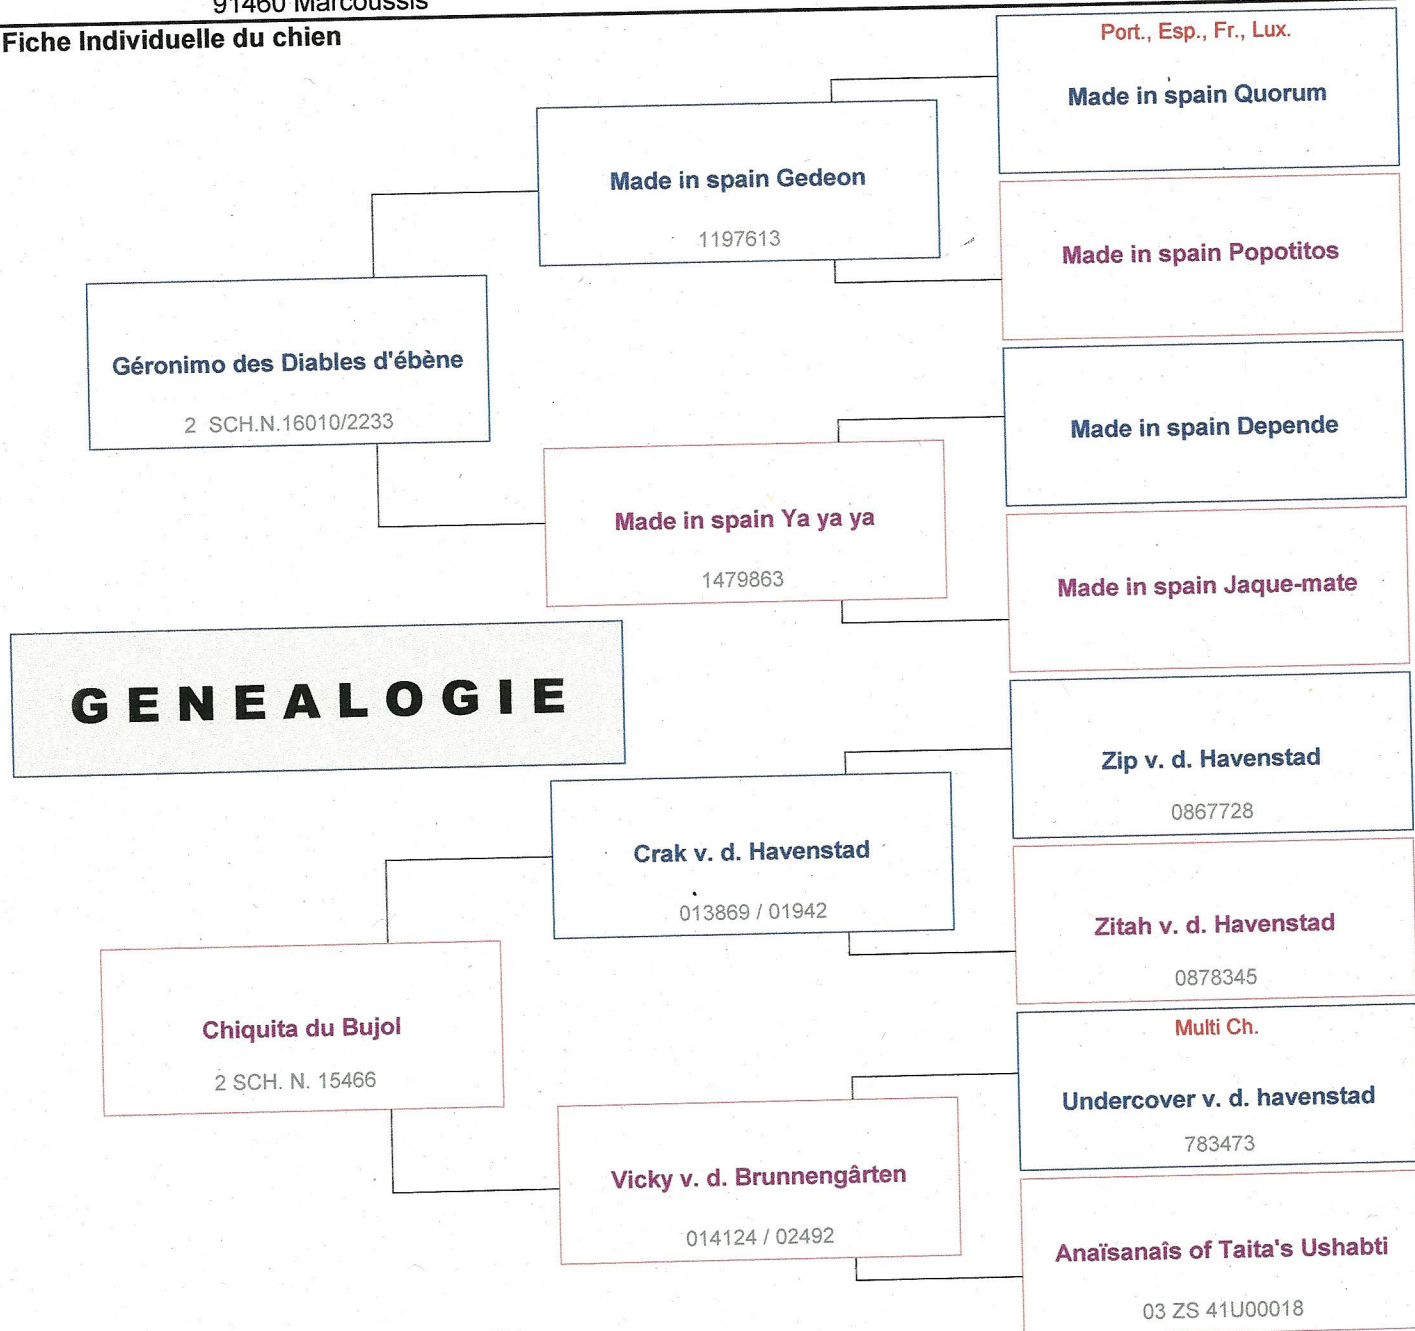 91460 Marcoussis
Fiche Individuelle du chien
Port., Esp., Fr., Lux.
Made in spain Quorum
Made in spain Gedeon
1197613
Made in spain Popotitos
Géronimo des Diables d'ébène
2 SCH.N.16010/2233
Made in spain Depende
Made in spain Ya ya ya
1479863
Made in spain Jaque-mate
GENEALOGIE
Zip v. d. Havenstad
0867728
Crak v. d. Havenstad
013869 / 01942
Zitah v. d. Havenstad
0878345
Chiquita du Bujol
2 SCH. N. 15466
Multi Ch.
Undercover v. d. havenstad
783473
Vicky v. d. Brunnengârten
014124 / 02492
Anaïsanaîs of Taita's Ushabti
03 ZS 41U00018